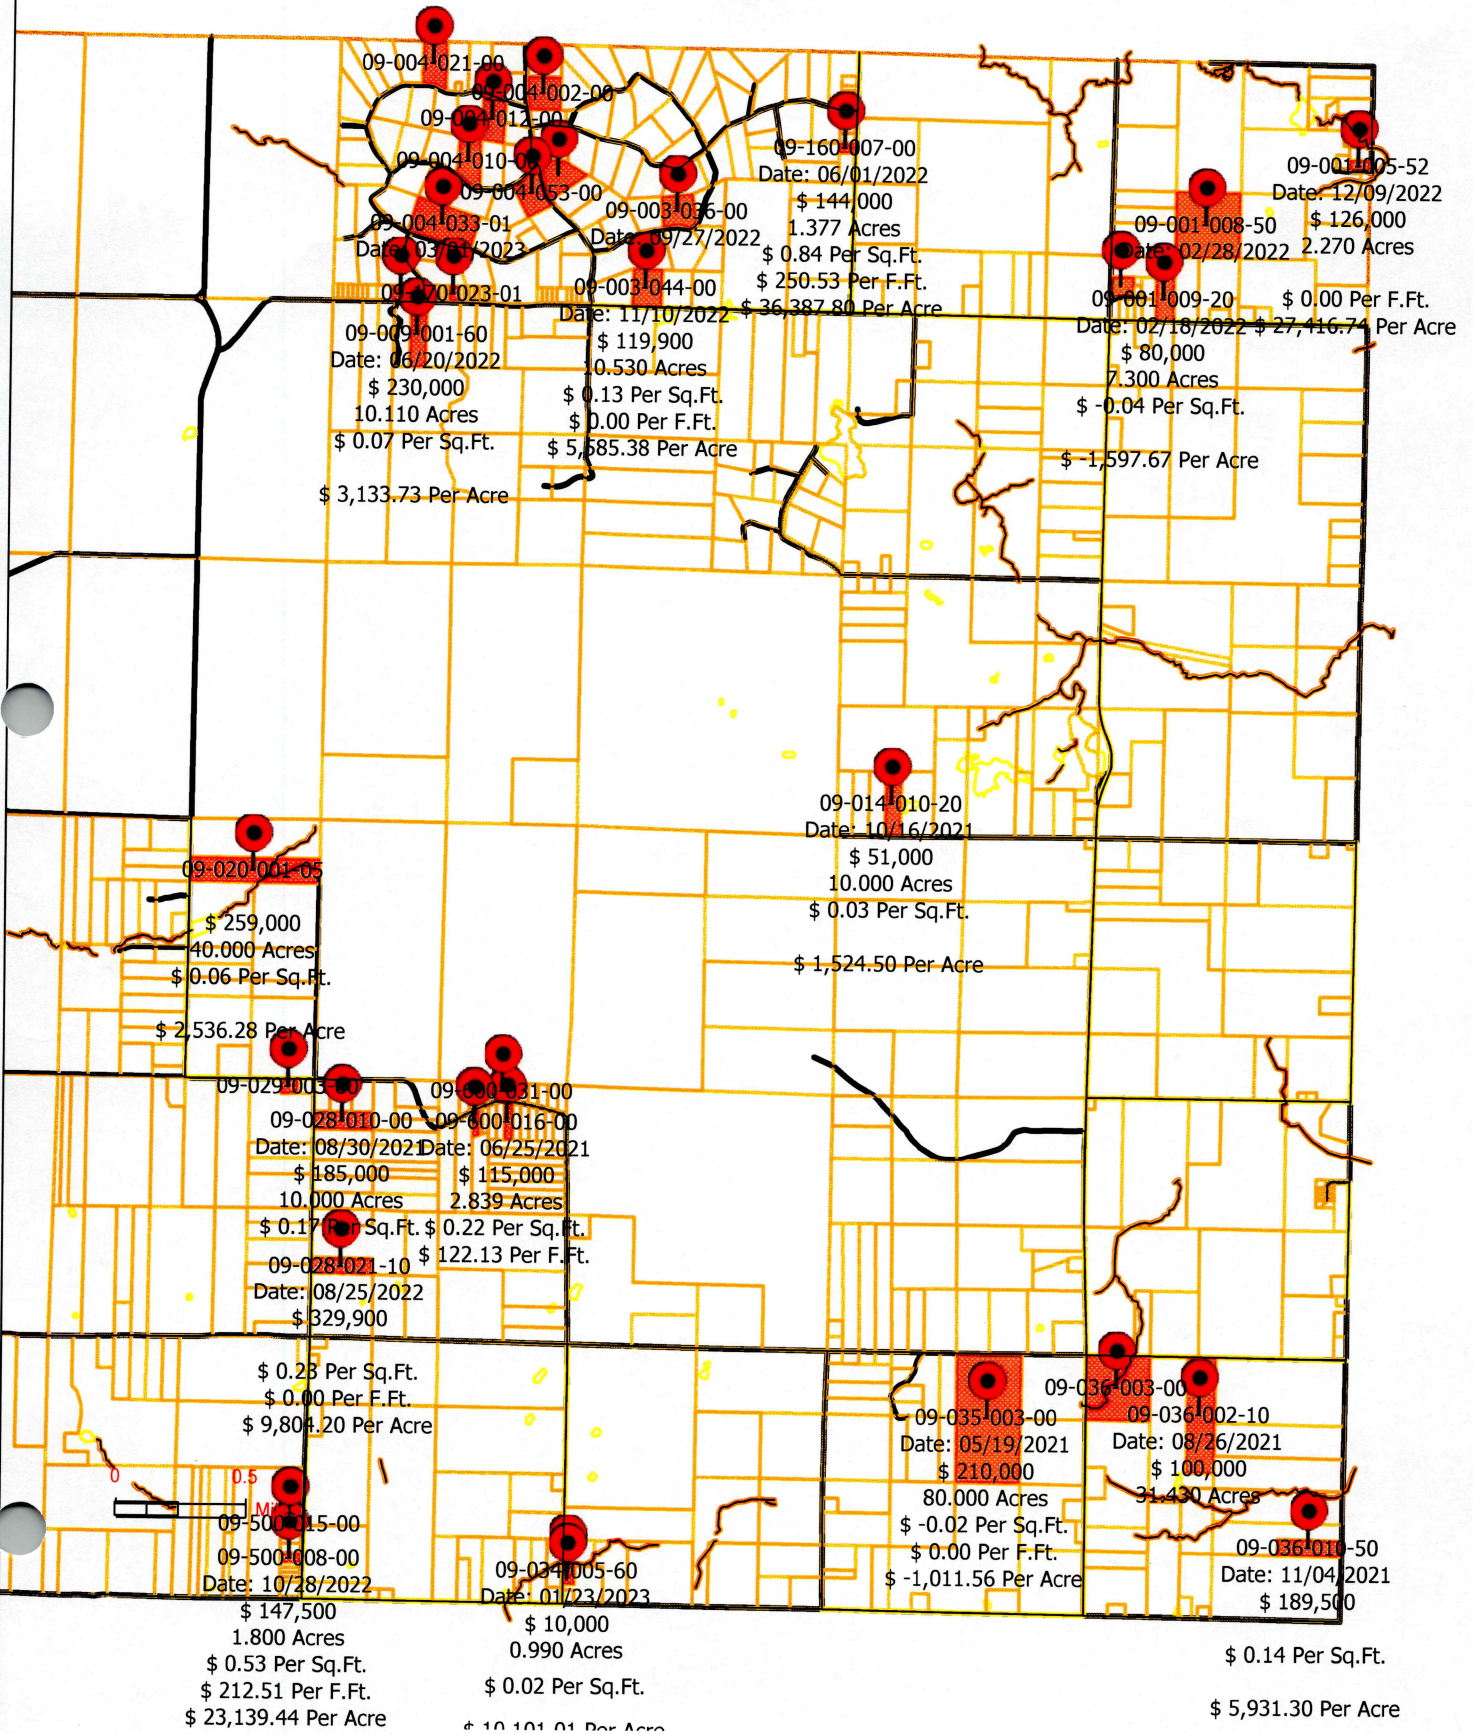 09-004-021-00
09-004-002-00
09-004-012-00
09-004-010-00
09-004-053-00
09-004-033-01
Date: 03/01/2023
09-003-036-00
Date: 09/27/2022
09-160-007-00
Date: 06/01/2022
$ 144,000
1.377 Acres
$ 0.84 Per Sq.Ft.
$ 250.53 Per F.Ft.
$ 36,387.80 Per Acre
09-001-005-52
Date: 12/09/2022
$ 126,000
2.270 Acres
$ 0.00 Per F.Ft.
$ 27,416.74 Per Acre
09-001-008-50
Date: 02/28/2022
09-001-009-20
Date: 02/18/2022
$ 80,000
7.300 Acres
$ -0.04 Per Sq.Ft.
$ -1,597.67 Per Acre
023-01
09-009-001-60
Date: 06/20/2022
$ 230,000
10.110 Acres
$ 0.07 Per Sq.Ft.
$ 3,133.73 Per Acre
09-003-044-00
Date: 11/10/2022
$ 119,900
10.530 Acres
$ 0.13 Per Sq.Ft.
$ 0.00 Per F.Ft.
$ 5,585.38 Per Acre
09-014-010-20
Date: 10/16/2021
$ 51,000
10.000 Acres
$ 0.03 Per Sq.Ft.
$ 1,524.50 Per Acre
09-020-001-05
$ 259,000
40.000 Acres
$ 0.06 Per Sq.Ft.
$ 2,536.28 Per Acre
09-029-003-60
09-028-010-00
Date: 08/30/2021
$ 185,000
10.000 Acres
$ 0.17 Per Sq.Ft.
09-600-031-00
09-600-016-00
Date: 06/25/2021
$ 115,000
2.839 Acres
$ 0.22 Per Sq.Ft.
$ 122.13 Per F.Ft.
09-028-021-10
Date: 08/25/2022
$ 329,900
$ 0.23 Per Sq.Ft.
$ 0.00 Per F.Ft.
$ 9,804.20 Per Acre
0 0.5
09-500-015-00
09-500-008-00
Date: 10/28/2022
$ 147,500
1.800 Acres
$ 0.53 Per Sq.Ft.
$ 212.51 Per F.Ft.
$ 23,139.44 Per Acre
09-034-005-60
Date: 01/23/2023
$ 10,000
0.990 Acres
$ 0.02 Per Sq.Ft.
$ 10,101.01 Per Acre
09-035-003-00
Date: 05/19/2021
$ 210,000
80.000 Acres
$ -0.02 Per Sq.Ft.
$ 0.00 Per F.Ft.
$ -1,011.56 Per Acre
09-036-003-00
09-036-002-10
Date: 08/26/2021
$ 100,000
31.430 Acres
09-036-010-50
Date: 11/04/2021
$ 189,500
$ 0.14 Per Sq.Ft.
$ 5,931.30 Per Acre